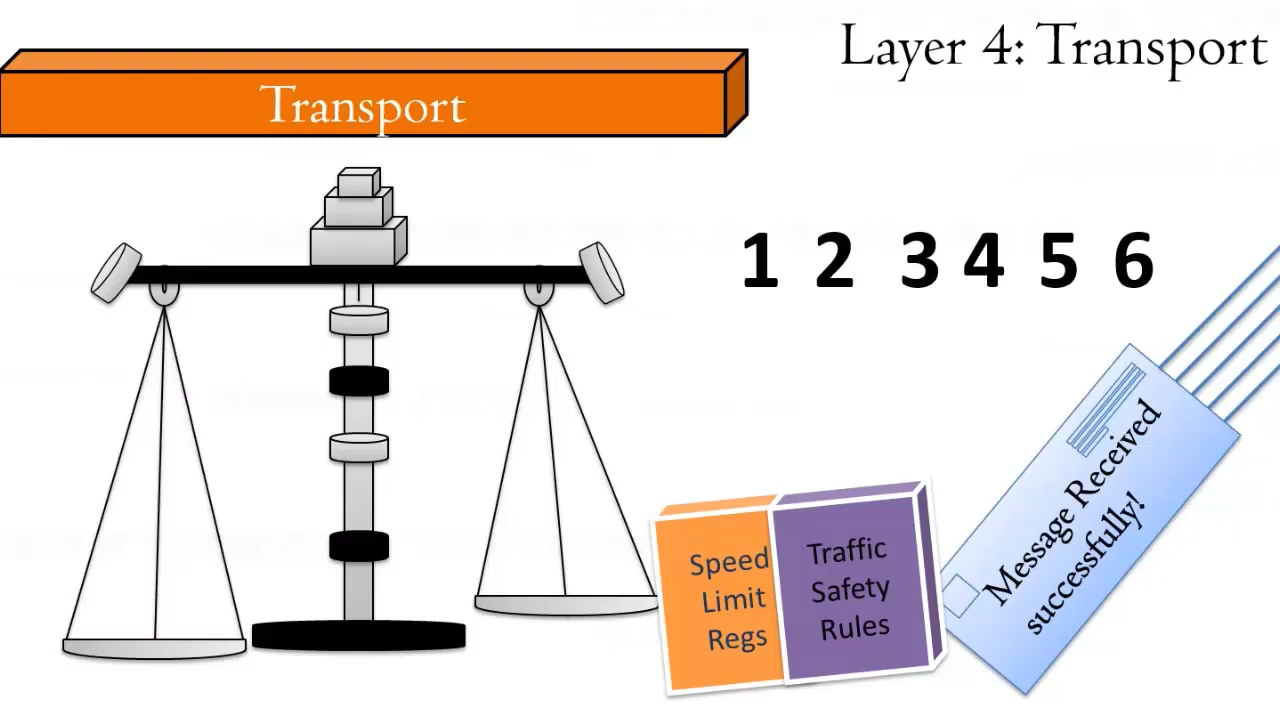 Layer 4: Transport
Transport
1 2 3 4 5 6
Speed
Limit
Regs
Traffic
Safety
Rules
Message Received
successfully!